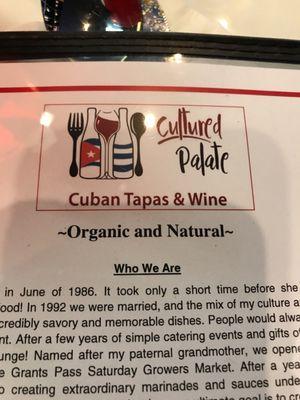 Cultured
Palate
Cuban Tapas & Wine
~Organic and Natural~
Who We Are
in June of 1986. It took only a short time before she
food! In 1992 we were married, and the mix of my culture a
credibly savory and memorable dishes. People would alwa
nt. After a few years of simple catering events and gifts of
unge! Named after my paternal grandmother, we opene
e Grants Pass Saturday Growers Market. After a yea
o creating extraordinary marinades and sauces unde